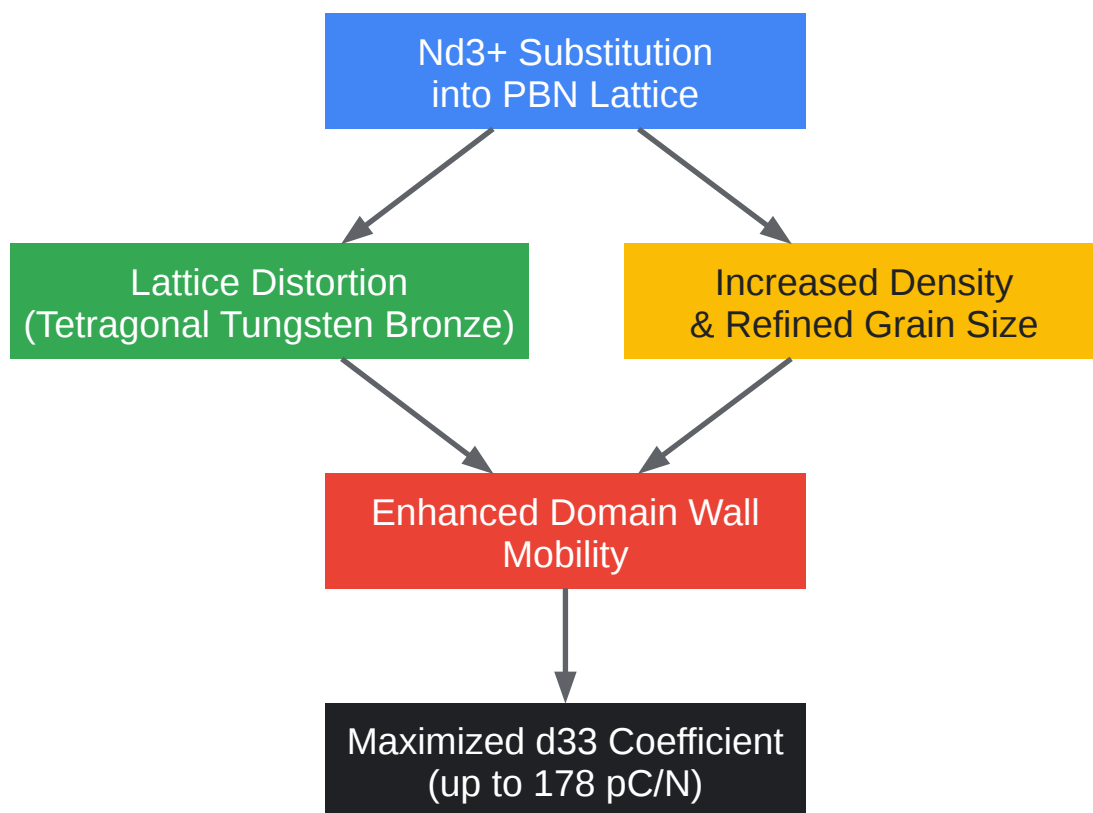 Nd3+ Substitution
into PBN Lattice
Lattice Distortion
(Tetragonal Tungsten Bronze)
Increased Density
& Refined Grain Size
Enhanced Domain Wall
Mobility
Maximized d33 Coefficient
(up to 178 pC/N)